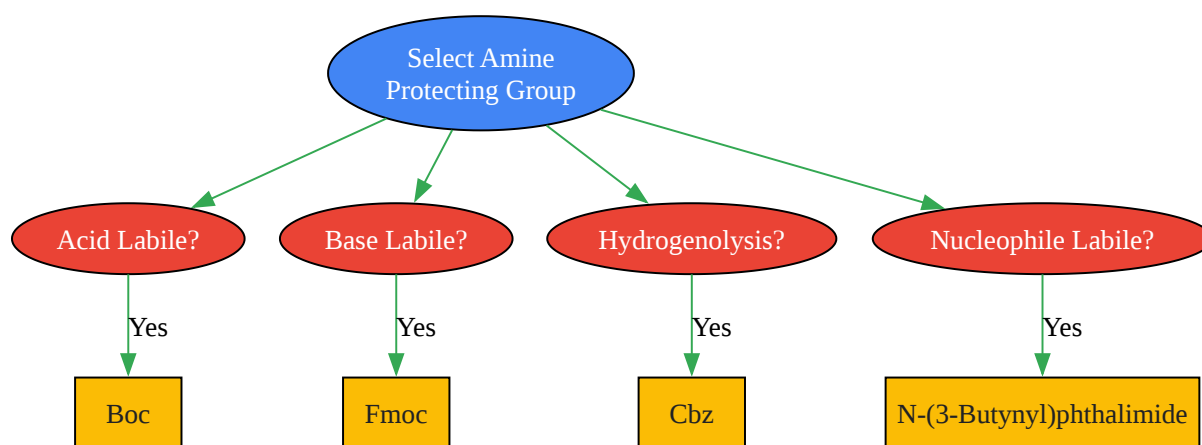 Select Amine
Protecting Group
Acid Labile?
Base Labile?
Hydrogenolysis?
Nucleophile Labile?
Yes
Yes
Yes
Yes
Boc
Fmoc
Cbz
N-(3-Butynyl)phthalimide